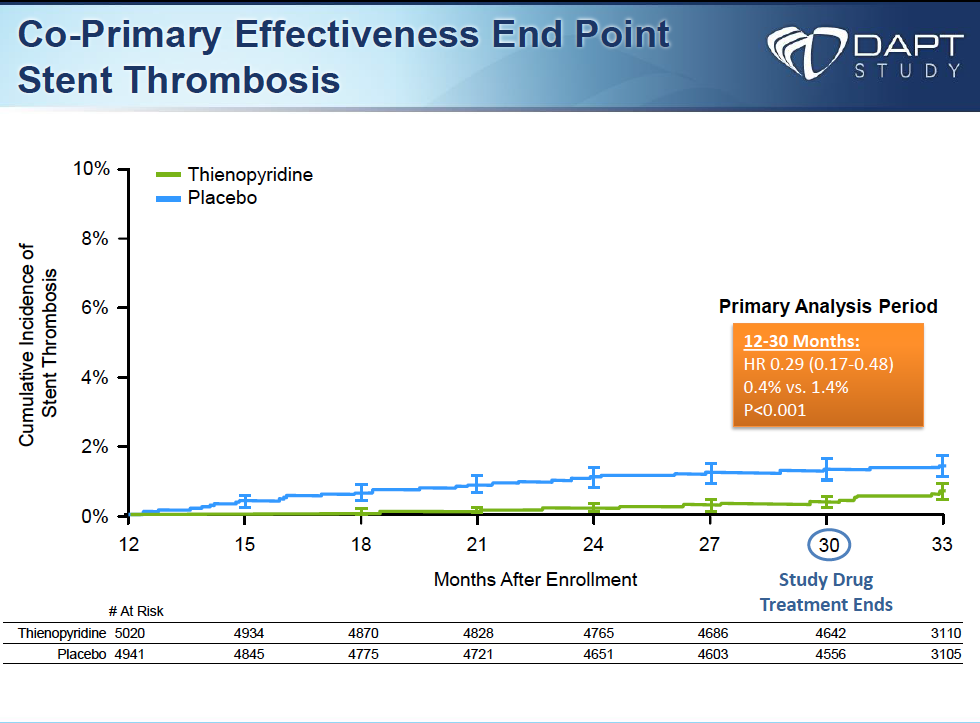 Co-Primary Effectiveness End Point
Stent Thrombosis
DAPT
STUDY
10%
8%
6%
4%
2%
0%
Cumulative Incidence of
Stent Thrombosis
Thienopyridine
Placebo
Primary Analysis Period
12-30 Months:
HR 0.29 (0.17-0.48)
0.4% vs. 1.4%
P<0.001
12 15 18 21 24 27 30 33
Months After Enrollment
Study Drug
Treatment Ends
# At Risk
Thienopyridine 5020 4934 4870 4828 4765 4686 4642 3110
Placebo 4941 4845 4775 4721 4651 4603 4556 3105